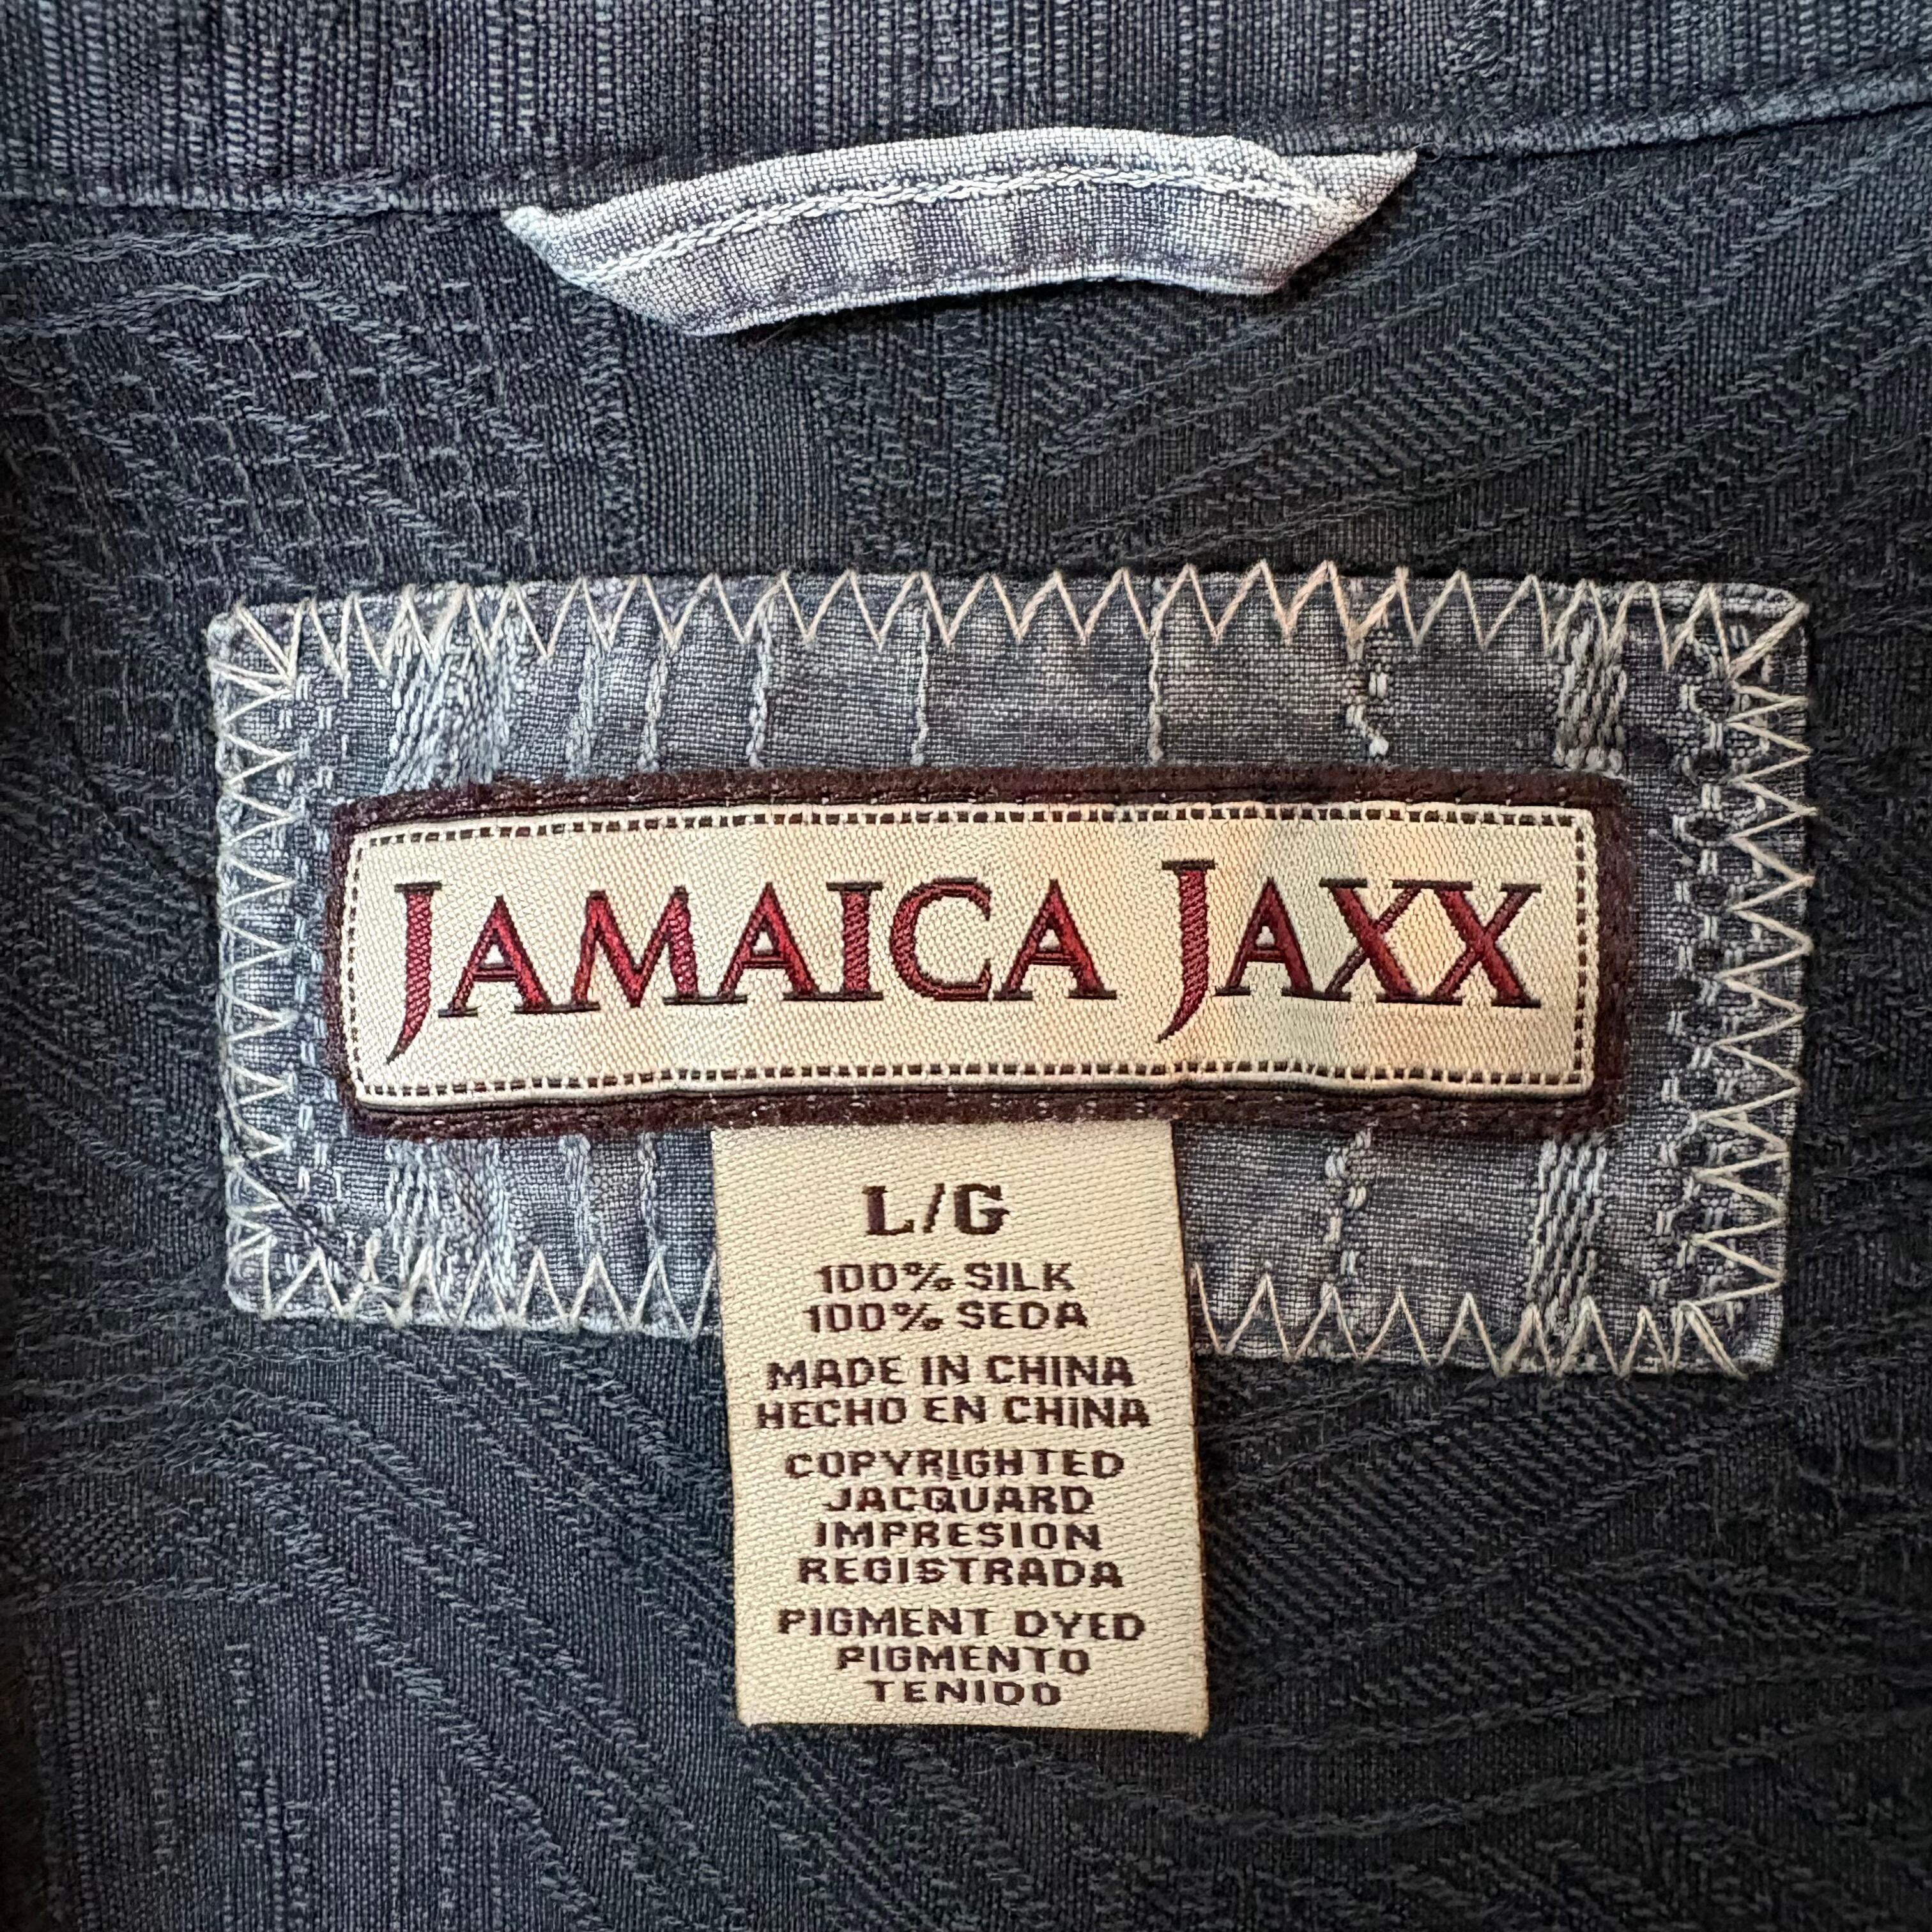 JAMAICA JAXX
L/G
100% SILK
100% SEDA
MADE IN CHINA
HECHO EN CHINA
COPYRIGHTED
JACQUARD
IMPRESION
REGISTRADA
PIGMENT DYED
PIGMENTO
TENIDO